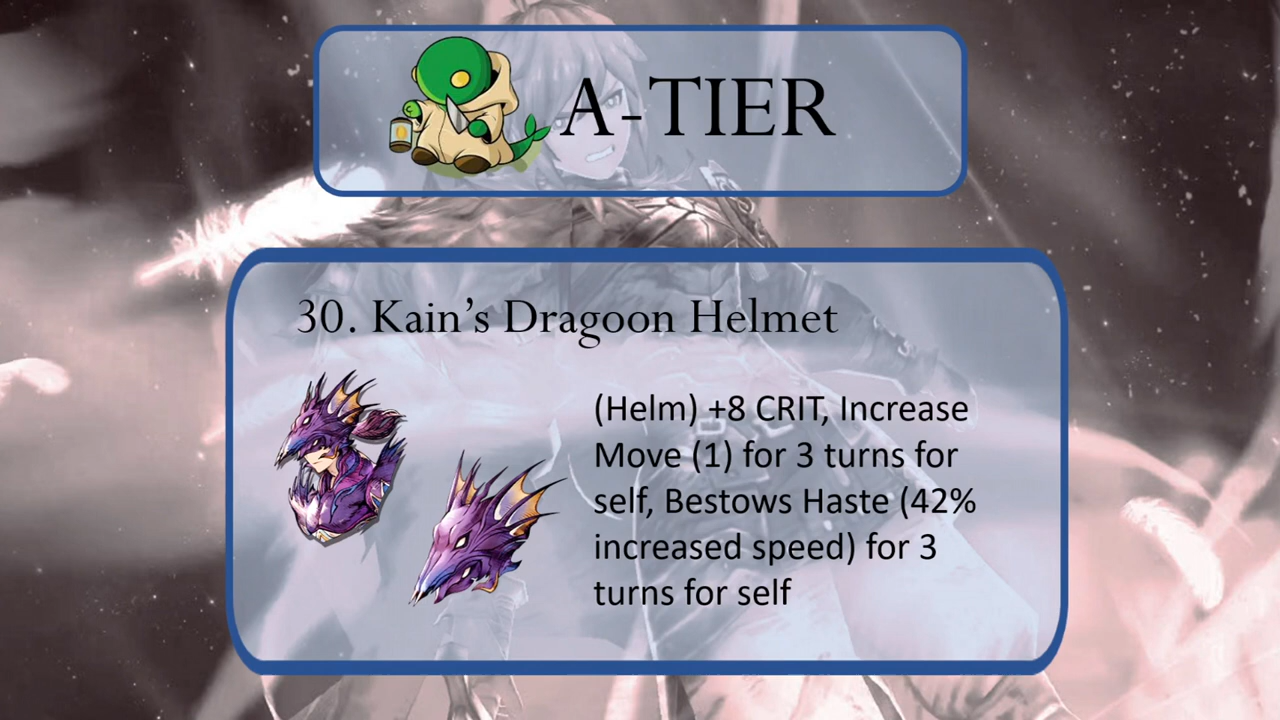 A-TIER
30. Kain’s Dragoon Helmet
(Helm) +8 CRIT, Increase
Move (1) for 3 turns for
self, Bestows Haste (42%
increased speed) for 3
turns for self